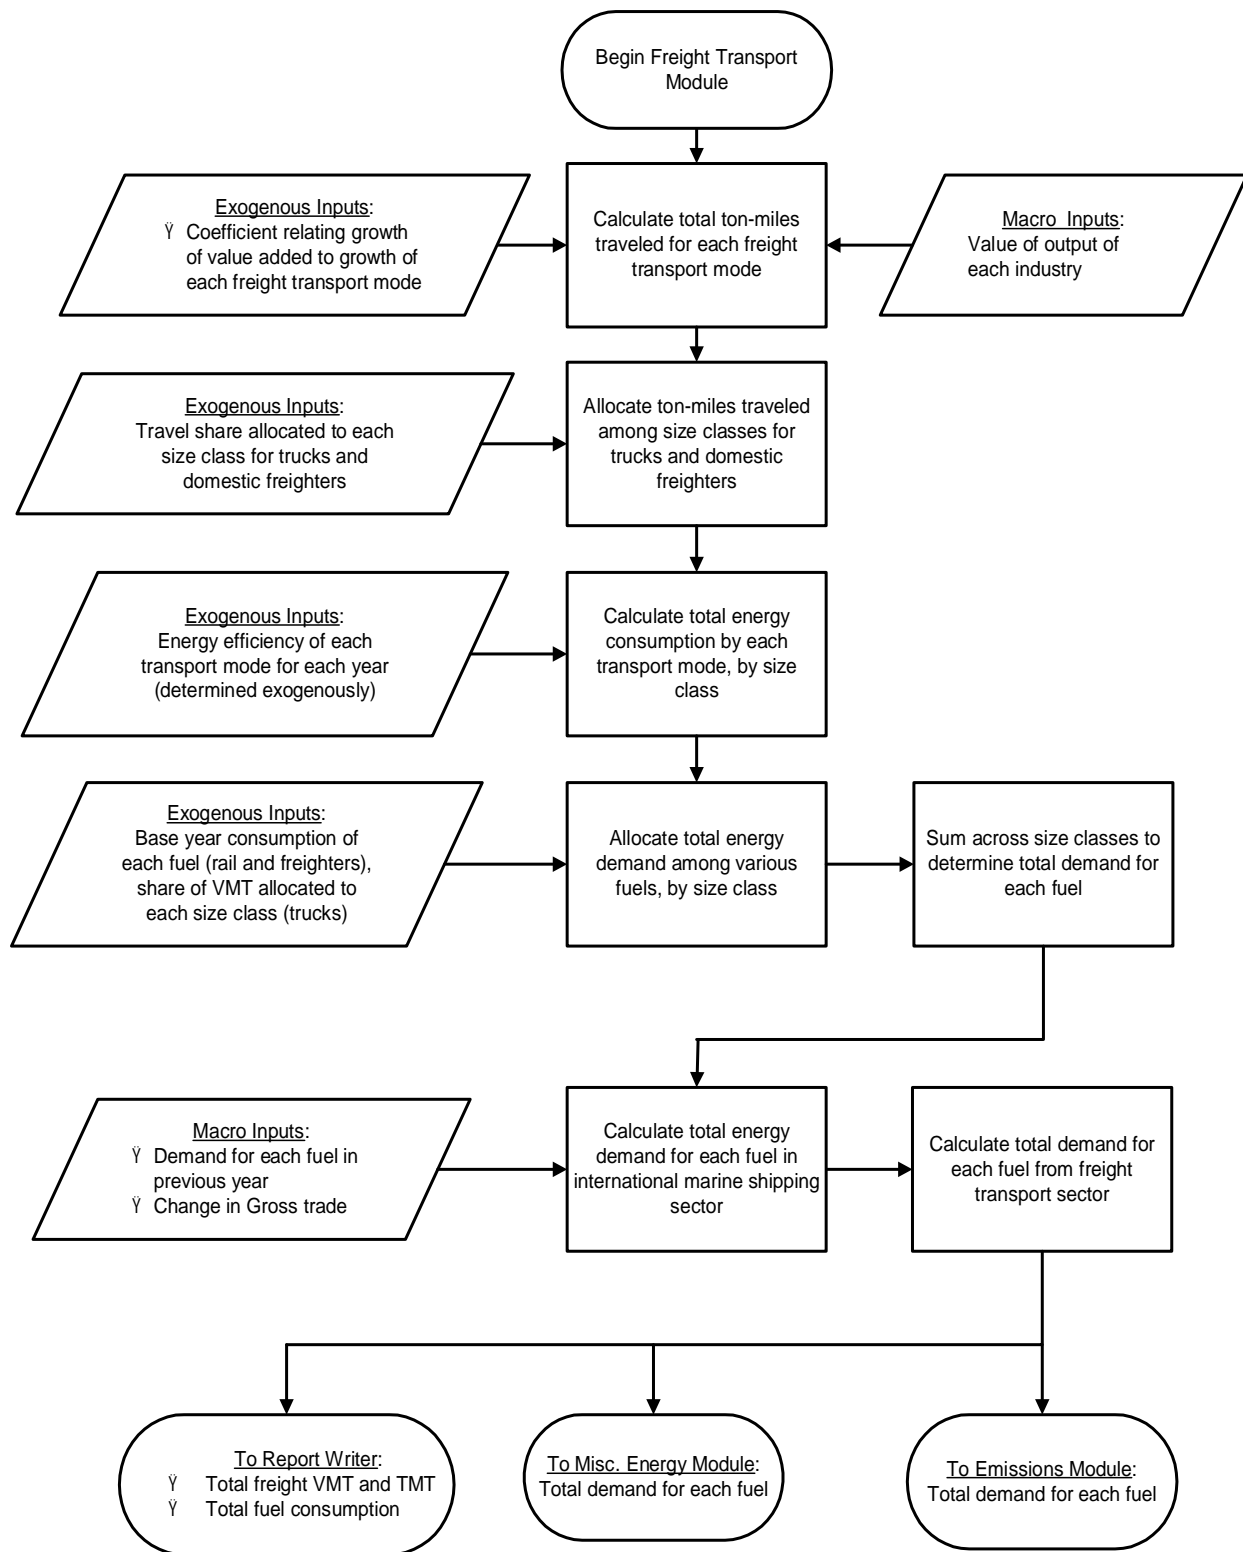 Begin Freight Transport
Module
Exogenous Inputs:
Ÿ Coefficient relating growth
of value added to growth of
each freight transport mode
Calculate total ton-miles
traveled for each freight
transport mode
Macro Inputs:
Value of output of
each industry
Exogenous Inputs:
Travel share allocated to each
size class for trucks and
domestic freighters
Allocate ton-miles traveled
among size classes for
trucks and domestic
freighters
Exogenous Inputs:
Energy efficiency of each
transport mode for each year
(determined exogenously)
Calculate total energy
consumption by each
transport mode, by size
class
Exogenous Inputs:
Base year consumption of
each fuel (rail and freighters),
share of VMT allocated to
each size class (trucks)
Allocate total energy
demand among various
fuels, by size class
Sum across size classes to
determine total demand for
each fuel
Macro Inputs:
Ÿ Demand for each fuel in
previous year
Ÿ Change in Gross trade
Calculate total energy
demand for each fuel in
international marine shipping
sector
Calculate total demand for
each fuel from freight
transport sector
To Report Writer:
Ÿ Total freight VMT and TMT
Ÿ Total fuel consumption
To Misc. Energy Module:
Total demand for each fuel
To Emissions Module:
Total demand for each fuel